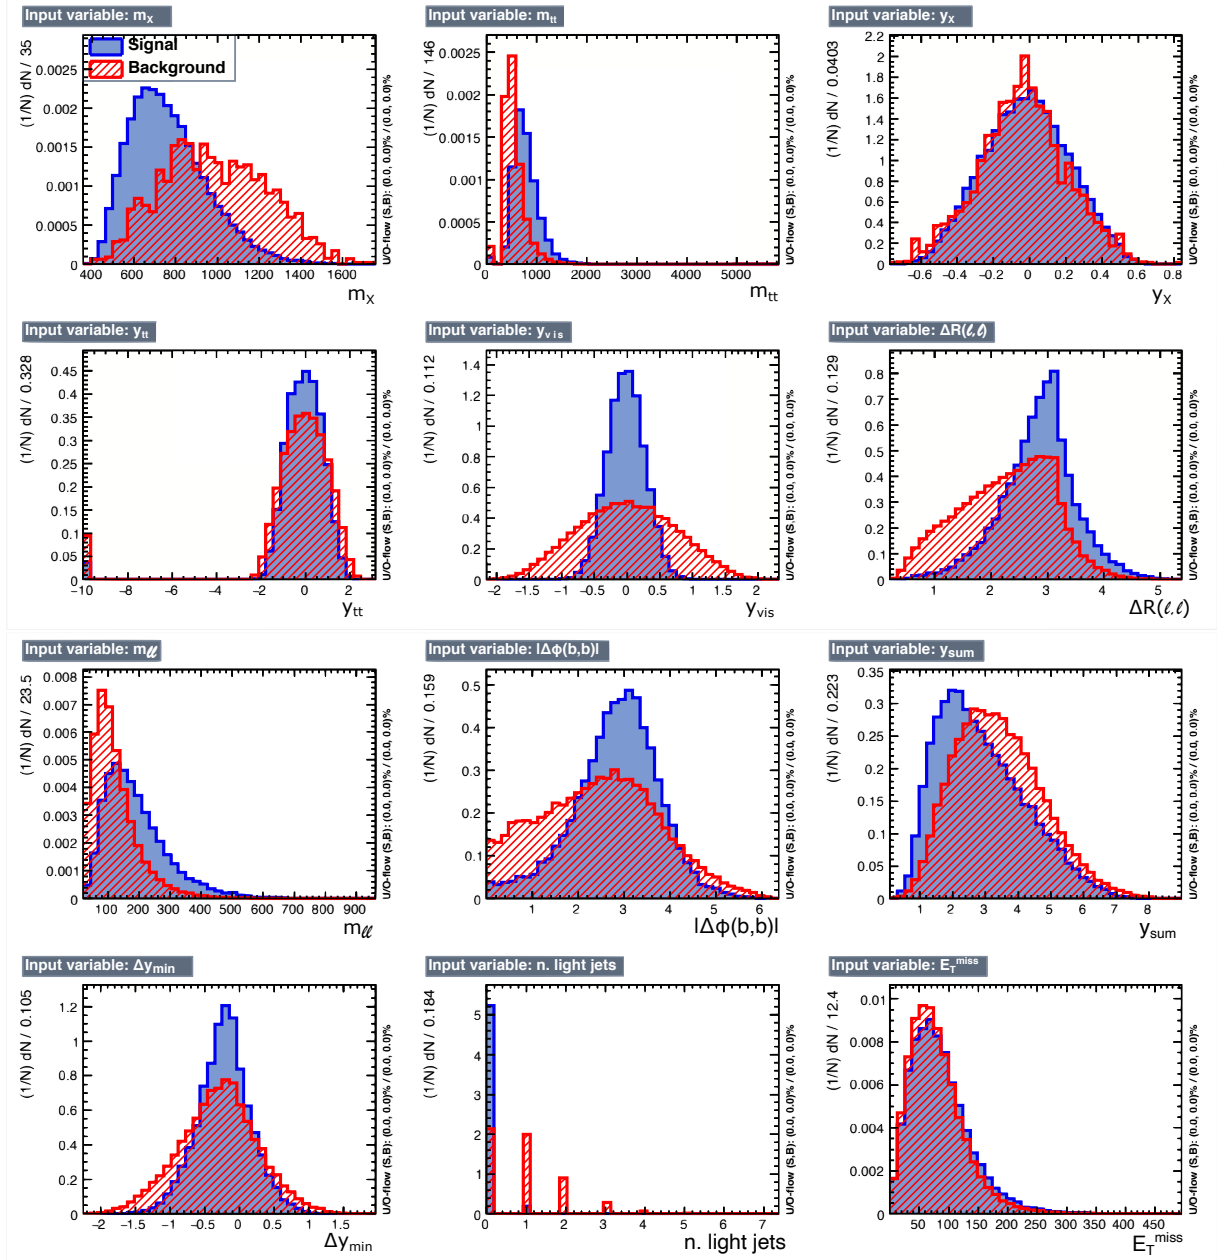 Input variable: m_X
(1/N) dN / 35
Signal
Background
0.0025
0.002
0.0015
0.001
0.0005
0
400 600 800 1000 1200 1400 1600
m_X
U/O-flow (S,B): (0.0, 0.0)% / (0.0, 0.0)%
Input variable: m_tt
(1/N) dN / 146
0.0025
0.002
0.0015
0.001
0.0005
0
0 1000 2000 3000 4000 5000
m_tt
U/O-flow (S,B): (0.0, 0.0)% / (0.0, 0.0)%
Input variable: y_X
(1/N) dN / 0.0403
2.2
2
1.8
1.6
1.4
1.2
1
0.8
0.6
0.4
0.2
0
−0.6 −0.4 −0.2 0 0.2 0.4 0.6 0.8
y_X
U/O-flow (S,B): (0.0, 0.0)% / (0.0, 0.0)%
Input variable: y_tt
(1/N) dN / 0.328
0.45
0.4
0.35
0.3
0.25
0.2
0.15
0.1
0.05
0
−10 −8 −6 −4 −2 0 2
y_tt
U/O-flow (S,B): (0.0, 0.0)% / (0.0, 0.0)%
Input variable: y_vis
(1/N) dN / 0.112
1.4
1.2
1
0.8
0.6
0.4
0.2
0
−2 −1.5 −1 −0.5 0 0.5 1 1.5 2
y_vis
U/O-flow (S,B): (0.0, 0.0)% / (0.0, 0.0)%
Input variable: ΔR(ℓ,ℓ)
(1/N) dN / 0.129
0.8
0.7
0.6
0.5
0.4
0.3
0.2
0.1
0
1 2 3 4 5
ΔR(ℓ,ℓ)
U/O-flow (S,B): (0.0, 0.0)% / (0.0, 0.0)%
Input variable: m_ℓℓ
(1/N) dN / 23.5
0.008
0.007
0.006
0.005
0.004
0.003
0.002
0.001
0
100 200 300 400 500 600 700 800 900
m_ℓℓ
U/O-flow (S,B): (0.0, 0.0)% / (0.0, 0.0)%
Input variable: |Δϕ(b,b)|
(1/N) dN / 0.159
0.5
0.4
0.3
0.2
0.1
0
1 2 3 4 5 6
|Δϕ(b,b)|
U/O-flow (S,B): (0.0, 0.0)% / (0.0, 0.0)%
Input variable: y_sum
(1/N) dN / 0.223
0.35
0.3
0.25
0.2
0.15
0.1
0.05
0
1 2 3 4 5 6 7 8
y_sum
U/O-flow (S,B): (0.0, 0.0)% / (0.0, 0.0)%
Input variable: Δy_min
(1/N) dN / 0.105
1.2
1
0.8
0.6
0.4
0.2
0
−2 −1.5 −1 −0.5 0 0.5 1 1.5
Δy_min
U/O-flow (S,B): (0.0, 0.0)% / (0.0, 0.0)%
Input variable: n. light jets
(1/N) dN / 0.184
5
4
3
2
1
0
0 1 2 3 4 5 6 7
n. light jets
U/O-flow (S,B): (0.0, 0.0)% / (0.0, 0.0)%
Input variable: E_T^miss
(1/N) dN / 12.4
0.01
0.008
0.006
0.004
0.002
0
50 100 150 200 250 300 350 400 450
E_T^miss
U/O-flow (S,B): (0.0, 0.0)% / (0.0, 0.0)%